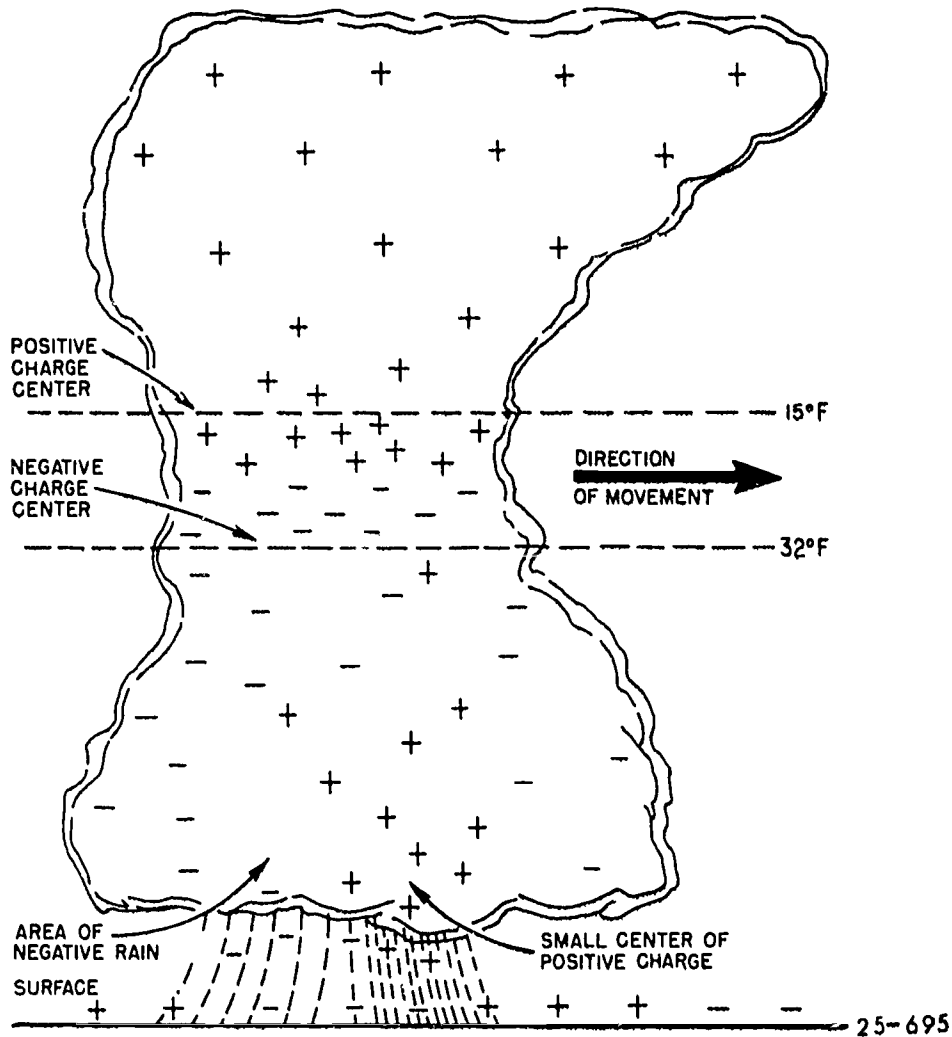 POSITIVE
CHARGE
CENTER
15°F
NEGATIVE
CHARGE
CENTER
DIRECTION
OF MOVEMENT
32°F
AREA OF
NEGATIVE RAIN
SMALL CENTER OF
POSITIVE CHARGE
SURFACE
25-695